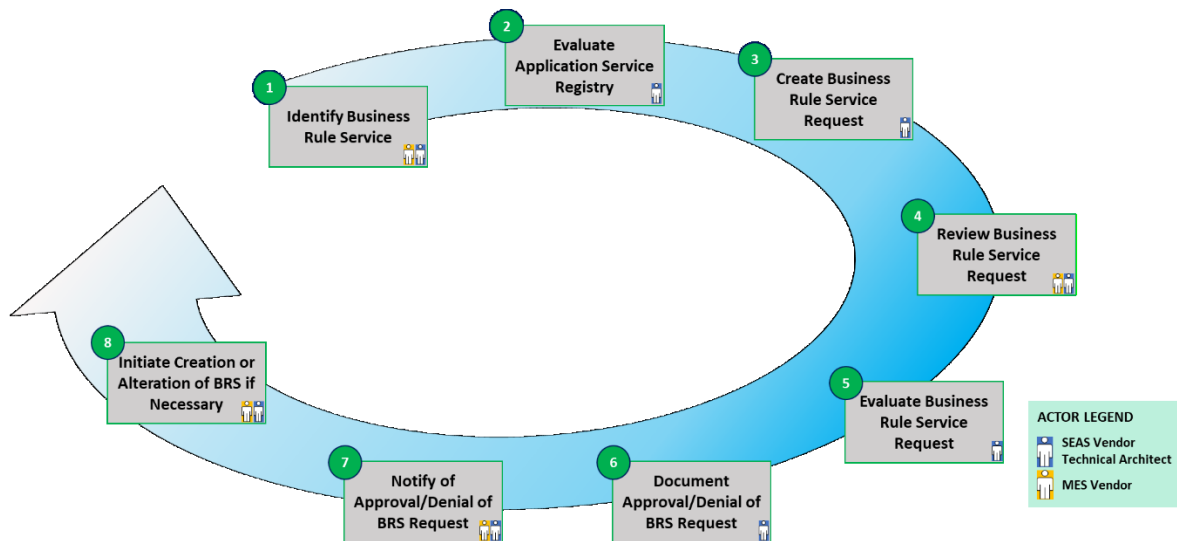 1
Identify Business
Rule Service
2
Evaluate
Application Service
Registry
3
Create Business
Rule Service
Request
4
Review Business
Rule Service
Request
5
Evaluate Business
Rule Service
Request
6
Document
Approval/Denial of
BRS Request
7
Notify of
Approval/Denial of
BRS Request
8
Initiate Creation or
Alteration of BRS if
Necessary
ACTOR LEGEND
SEAS Vendor
Technical Architect
MES Vendor